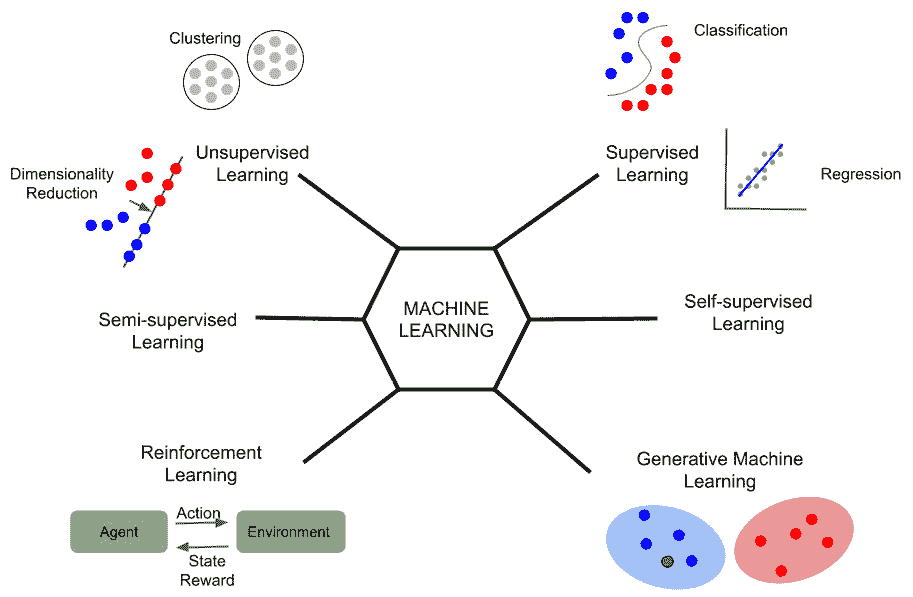 Clustering
Classification
Unsupervised
Learning
Supervised
Learning
Dimensionality
Reduction
Regression
MACHINE
LEARNING
Semi-supervised
Learning
Self-supervised
Learning
Reinforcement
Learning
Generative Machine
Learning
Agent
Action
Environment
State
Reward